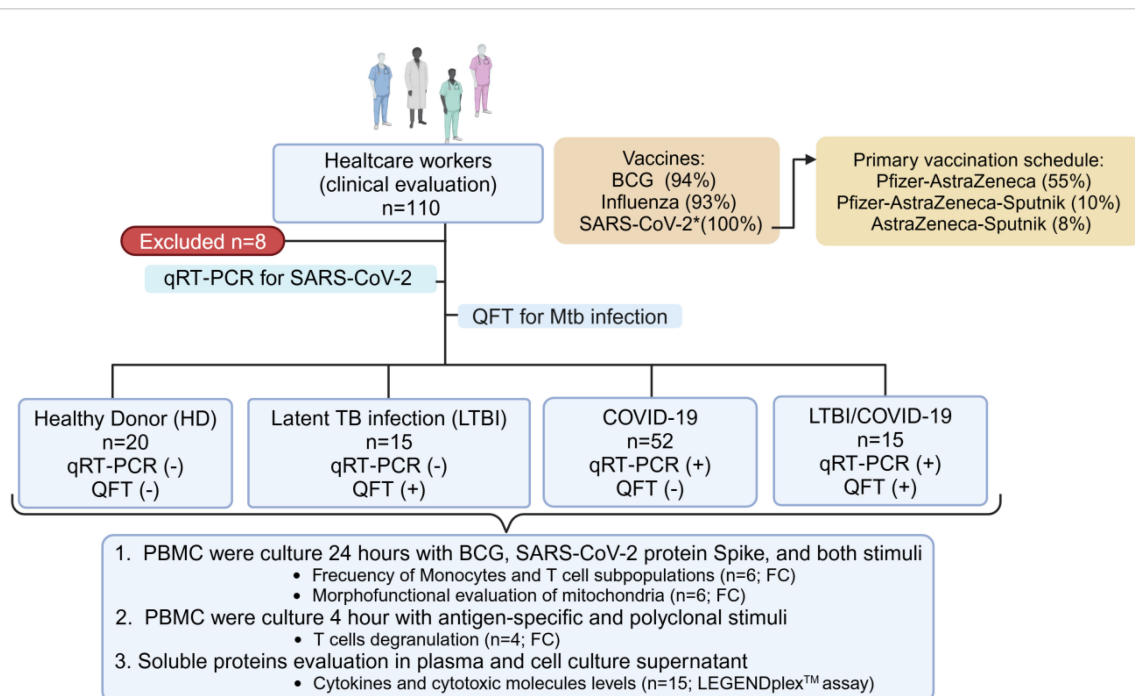 Healtcare workers
(clinical evaluation)
n=110
Vaccines:
BCG (94%)
Influenza (93%)
SARS-CoV-2*(100%)
Primary vaccination schedule:
Pfizer-AstraZeneca (55%)
Pfizer-AstraZeneca-Sputnik (10%)
AstraZeneca-Sputnik (8%)
Excluded n=8
qRT-PCR for SARS-CoV-2
QFT for Mtb infection
Healthy Donor (HD)
n=20
qRT-PCR (-)
QFT (-)
Latent TB infection (LTBI)
n=15
qRT-PCR (-)
QFT (+)
COVID-19
n=52
qRT-PCR (+)
QFT (-)
LTBI/COVID-19
n=15
qRT-PCR (+)
QFT (+)
1. PBMC were culture 24 hours with BCG, SARS-CoV-2 protein Spike, and both stimuli
• Frecuency of Monocytes and T cell subpopulations (n=6; FC)
• Morphofunctional evaluation of mitochondria (n=6; FC)
2. PBMC were culture 4 hour with antigen-specific and polyclonal stimuli
• T cells degranulation (n=4; FC)
3. Soluble proteins evaluation in plasma and cell culture supernatant
• Cytokines and cytotoxic molecules levels (n=15; LEGENDplex™ assay)